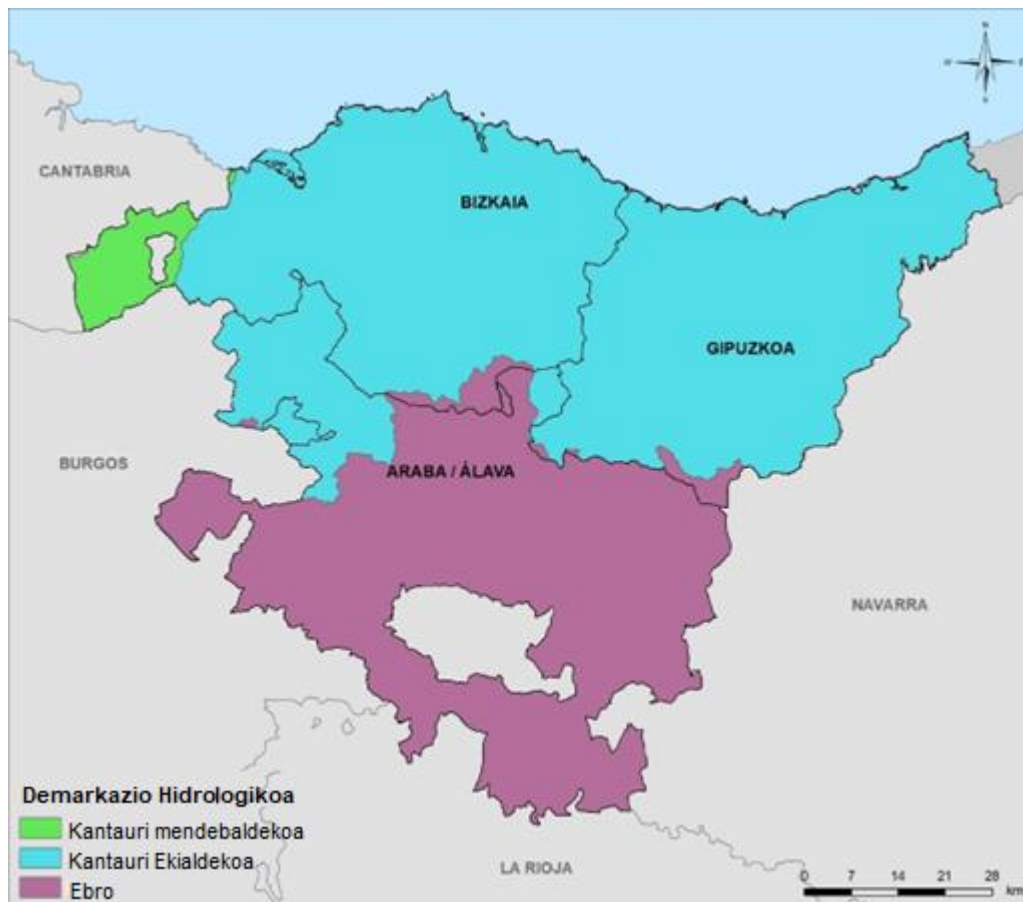 N
CANTABRIA
BIZKAIA
GIPUZKOA
BURGOS
ARABA / ÁLAVA
NAVARRA
Demarkazio Hidrologikoa
Kantauri mendebaldekoa
Kantauri Ekialdekoa
Ebro
LA RIOJA
0 7 14 21 28
km